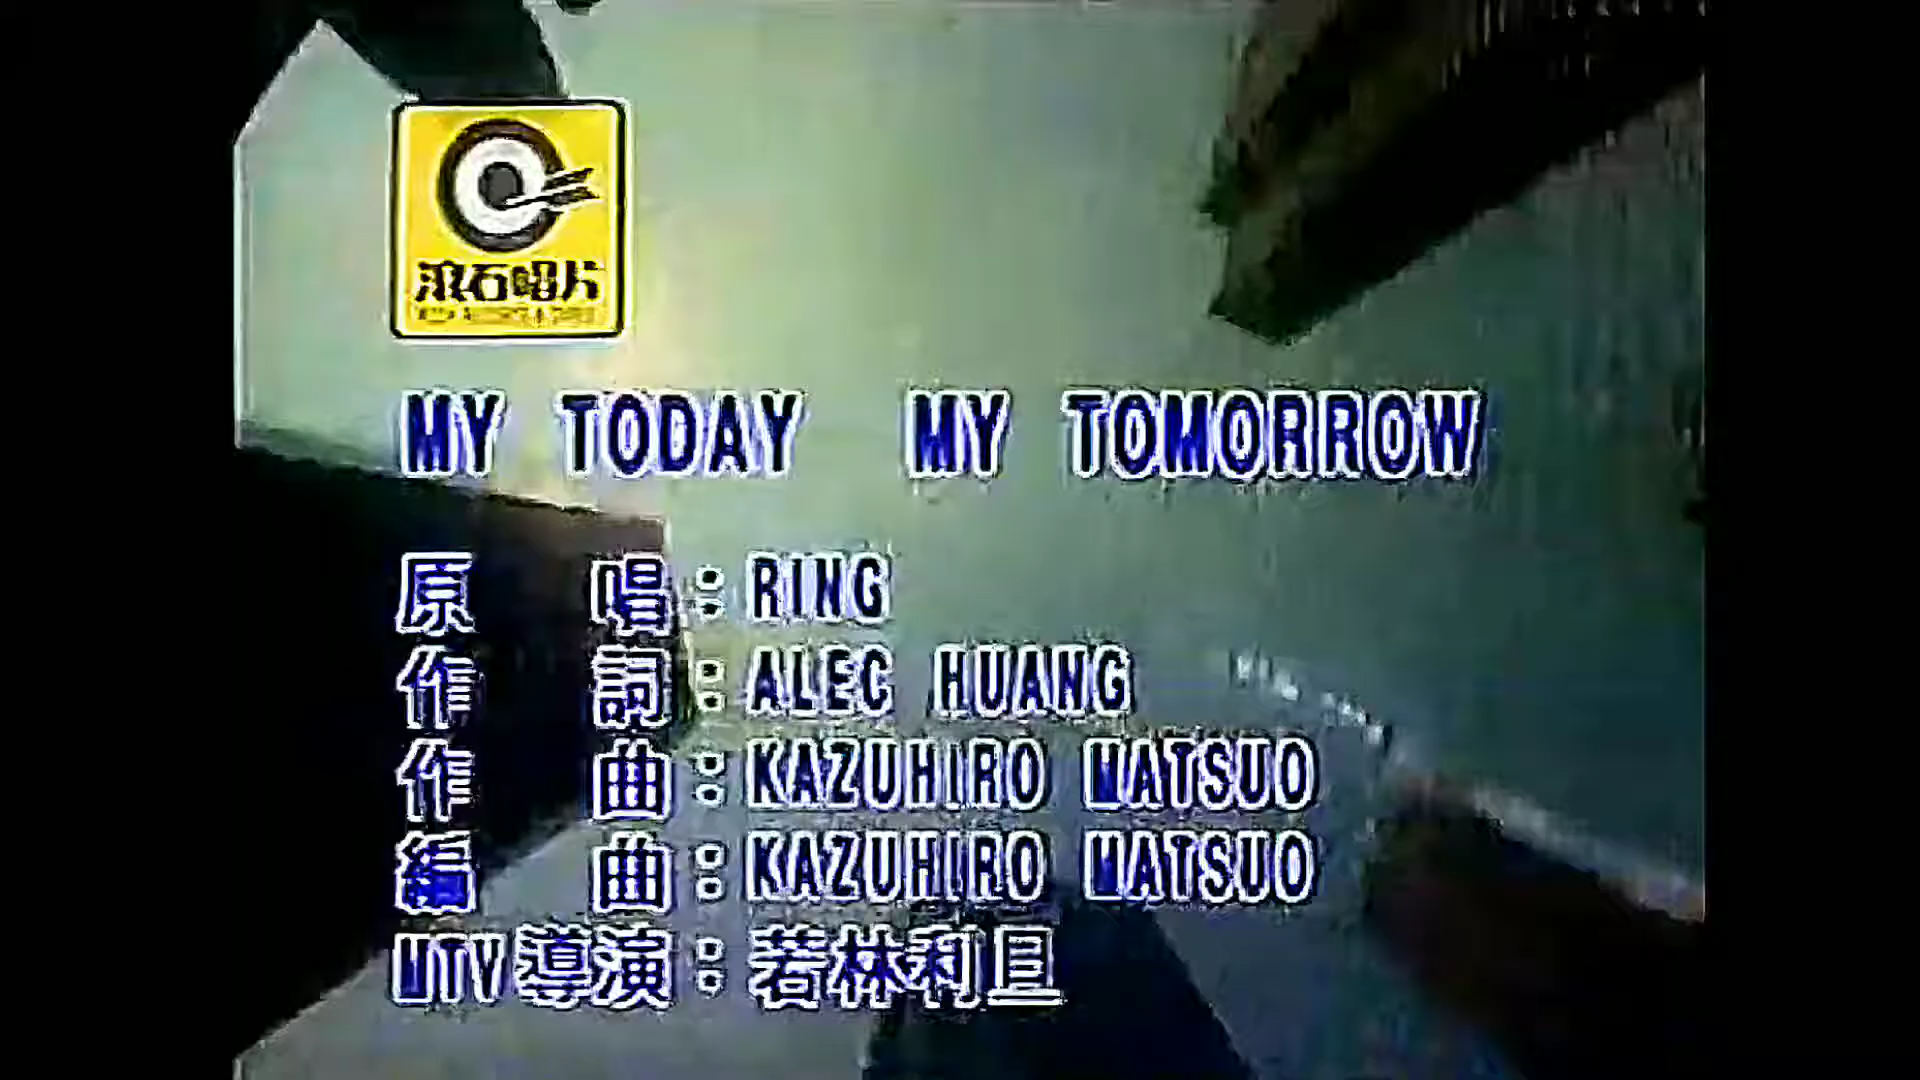 滾石唱片
MY TODAY MY TOMORROW
原 唱：RING
作 詞：ALEC HUANG
作 曲：KAZUHIRO MATSUO
編 曲：KAZUHIRO MATSUO
MTV導演：若林利旦